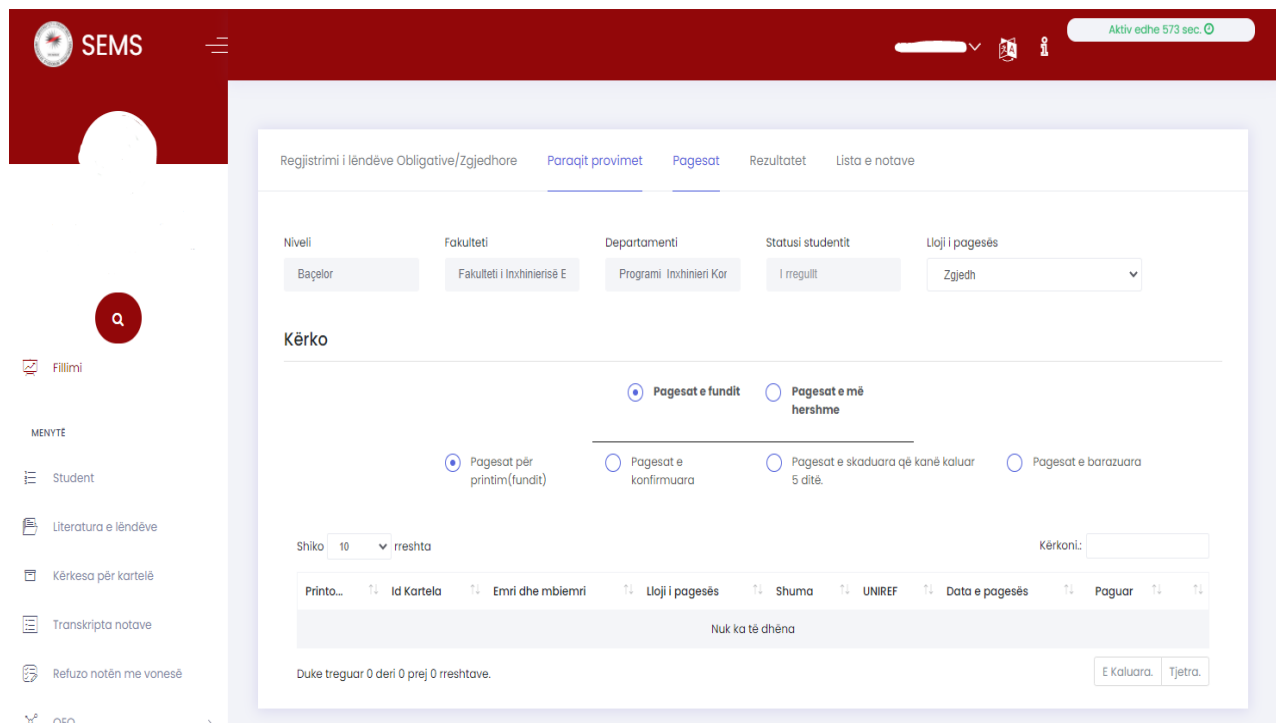 SEMS
Aktiv edhe 573 sec.
Regjistrimi i lëndëve Obligative/Zgjedhore Paraqit provimet Pagesat Rezultatet Lista e notave
Niveli Fakulteti Departamenti Statusi studentit Lloji i pagesës
Baçelor Fakulteti i Inxhinierisë E Programi Inxhinieri Kor I rregullt Zgjedh
Kërko
Fillimi
Pagesat e fundit Pagesat e më
hershme
MENYTË
Pagesat për Pagesat e Pagesat e skaduara që kanë kaluar Pagesat e barazuara
printim(fundit) konfirmuara 5 ditë.
Student
Literatura e lëndëve
Shiko 10 rreshta Kërkoni.:
Kërkesa për kartelë
Printo... Id Kartela Emri dhe mbiemri Lloji i pagesës Shuma UNIREF Data e pagesës Paguar
Transkripta notave
Nuk ka të dhëna
Refuzo notën me vonesë
Duke treguar 0 deri 0 prej 0 rreshtave. E Kaluara. Tjetra.